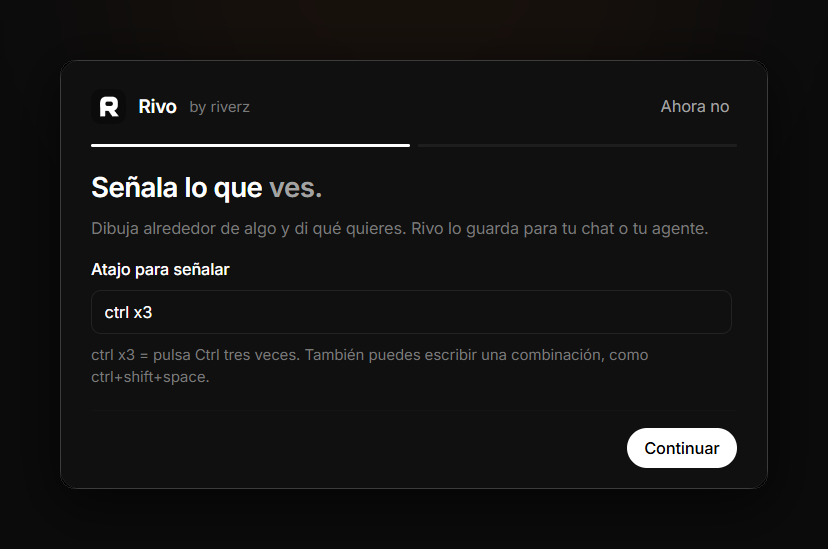 R Rivo by riverz
Ahora no
Señala lo que ves.
Dibuja alrededor de algo y di qué quieres. Rivo lo guarda para tu chat o tu agente.
Atajo para señalar
ctrl x3
ctrl x3 = pulsa Ctrl tres veces. También puedes escribir una combinación, como
ctrl+shift+space.
Continuar